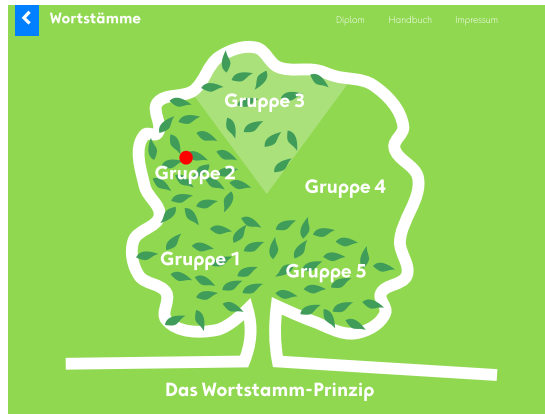 Wortstämme
Diplom Handbuch Impressum
Gruppe 3
Gruppe 2
Gruppe 4
Gruppe 1
Gruppe 5
Das Wortstamm-Prinzip